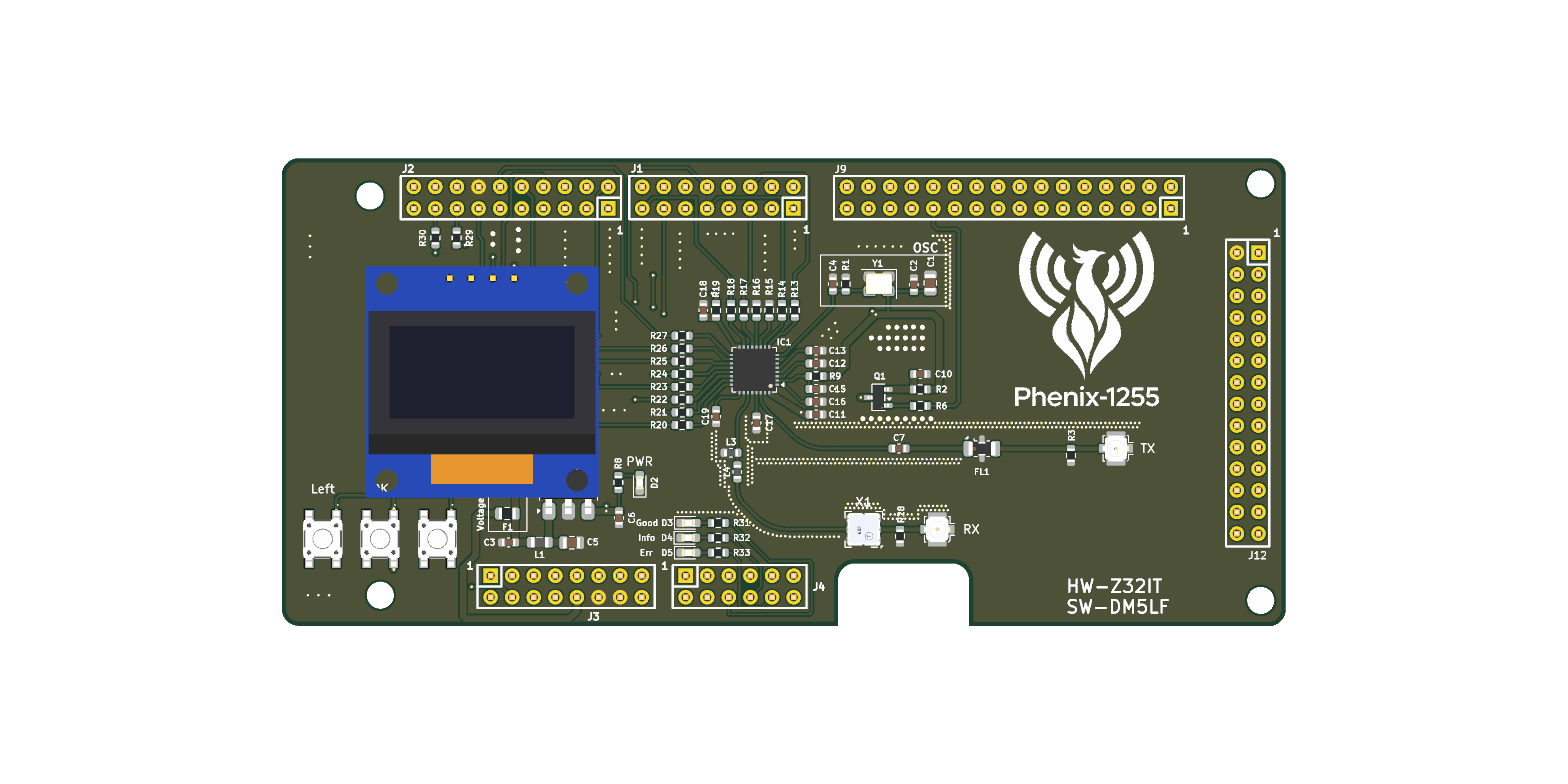 J2
J1
J9
1
1
1
1
R30
R29
OSC
C4
R1
Y1
C2
C1
C18
R19
R18
R17
R16
R15
R14
R13
R27
R26
R25
R24
R23
R22
R21
R20
IC1
C13
C12
R9
C15
C16
C11
Q1
C10
R2
R6
C19
C17
Phenix-1255
L3
C7
FL1
R3
TX
PWR
R8
D2
Left
Voltage
F1
C3
L1
C5
C6
Good D3
R31
Info D4
R32
Err D5
R33
X1
R28
RX
J12
1
1
J4
J3
HW-Z32IT
SW-DM5LF